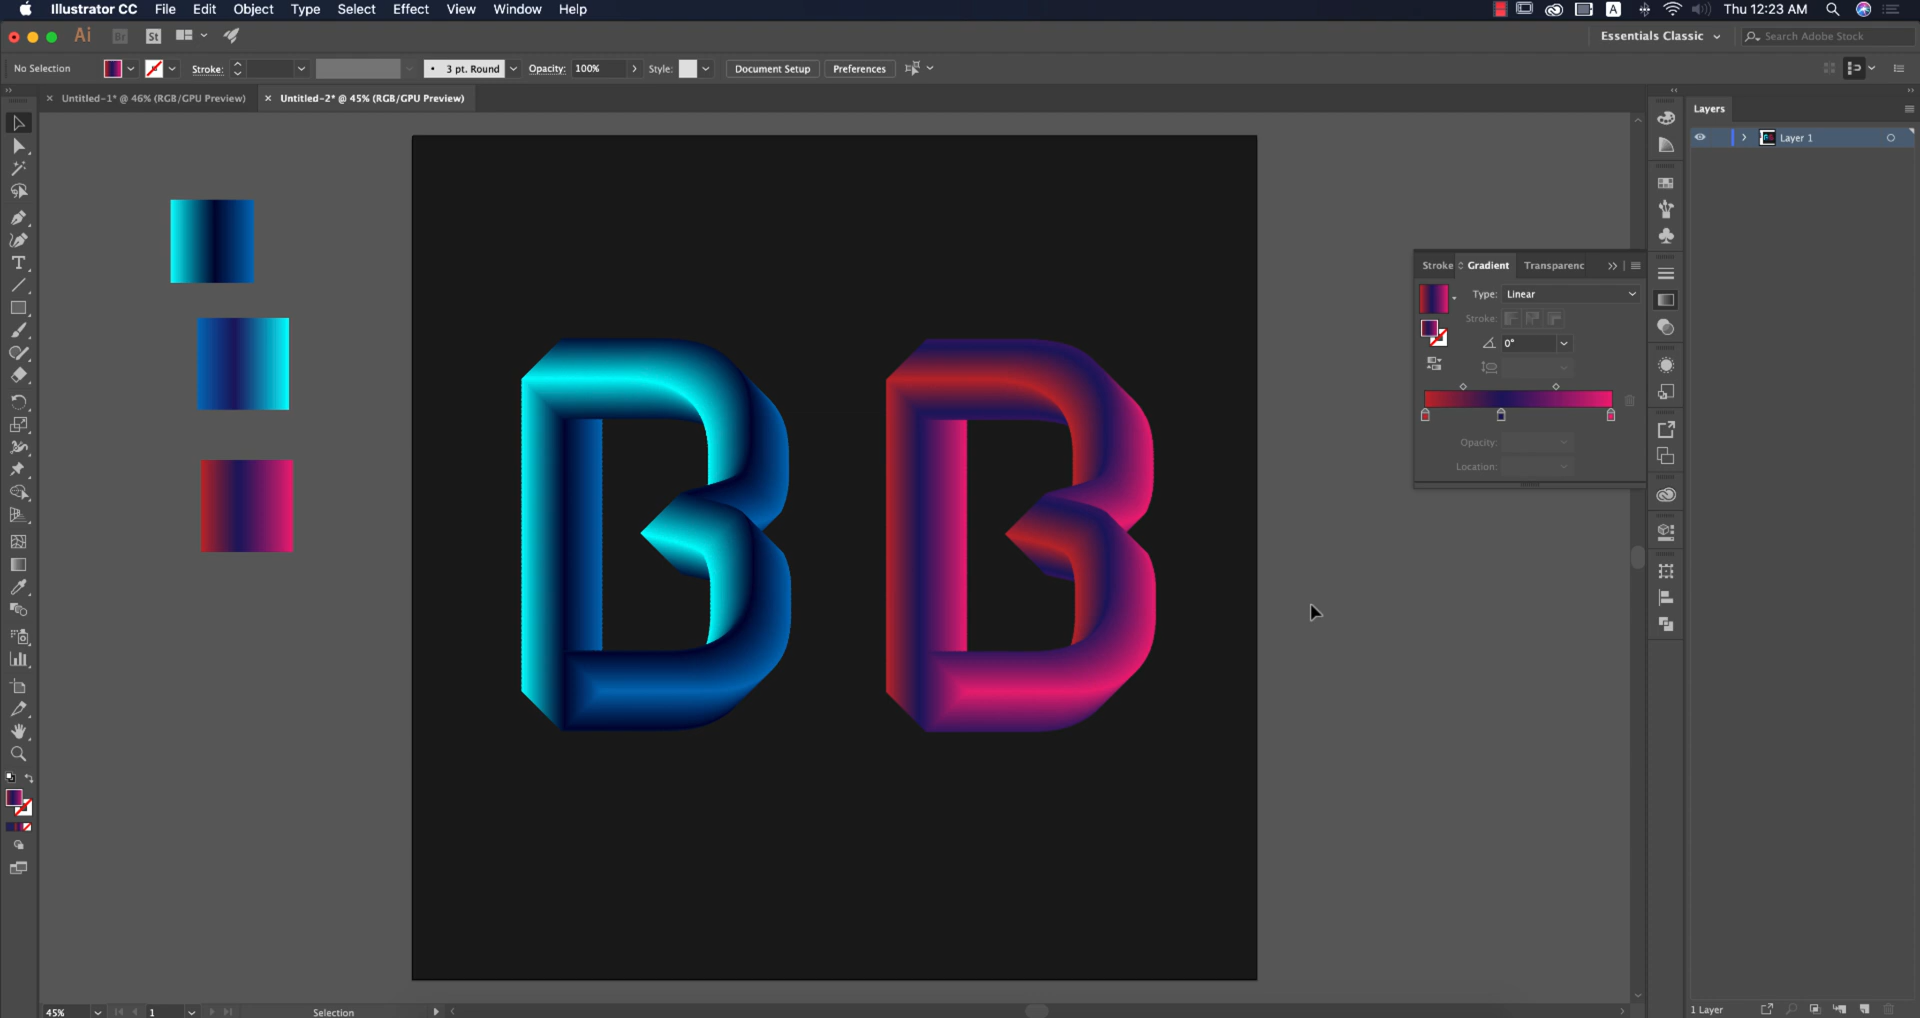 Illustrator CC File Edit Object Type Select Effect View Window Help A Thu 12:23 AM
Ai Br St Essentials Classic Search Adobe Stock
No Selection Stroke: 3 pt. Round Opacity: 100% Style: Document Setup Preferences
Untitled-1* @ 46% (RGB/GPU Preview) Untitled-2* @ 45% (RGB/GPU Preview)
Layers
Layer 1
Stroke Gradient Transparenc
Type: Linear
Stroke:
0°
Opacity:
Location:
B B
45% 1 Selection
1 Layer